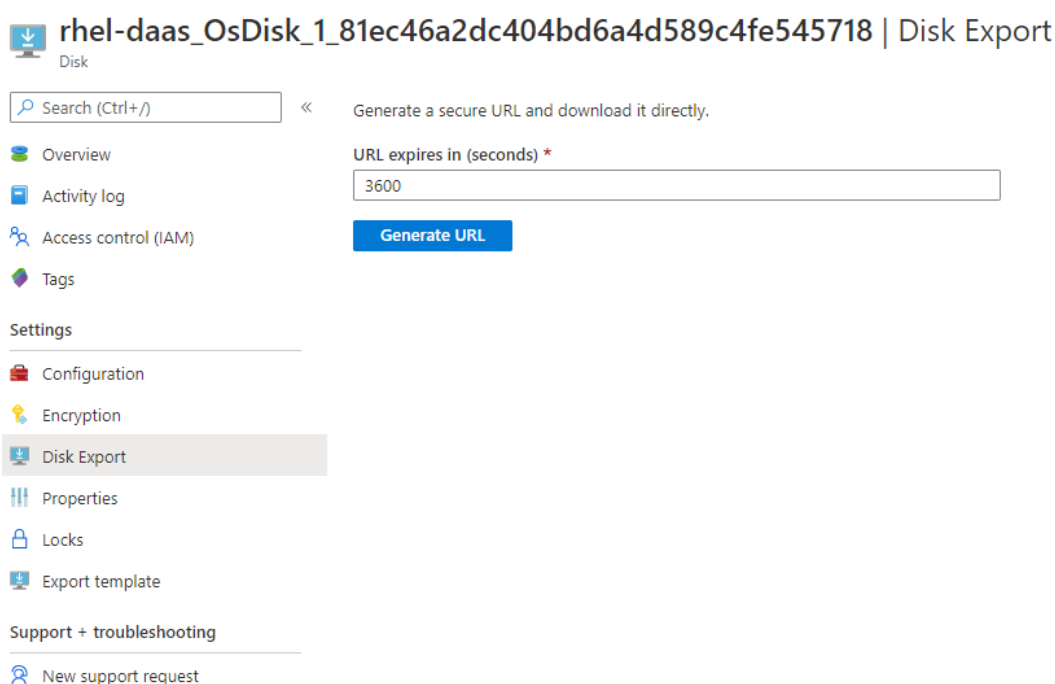 rhel-daas_OsDisk_1_81ec46a2dc404bd6a4d589c4fe545718 | Disk Export
Disk
Search (Ctrl+/)
«
Overview
Activity log
Access control (IAM)
Tags
Settings
Configuration
Encryption
Disk Export
Properties
Locks
Export template
Support + troubleshooting
New support request
Generate a secure URL and download it directly.
URL expires in (seconds) *
3600
Generate URL